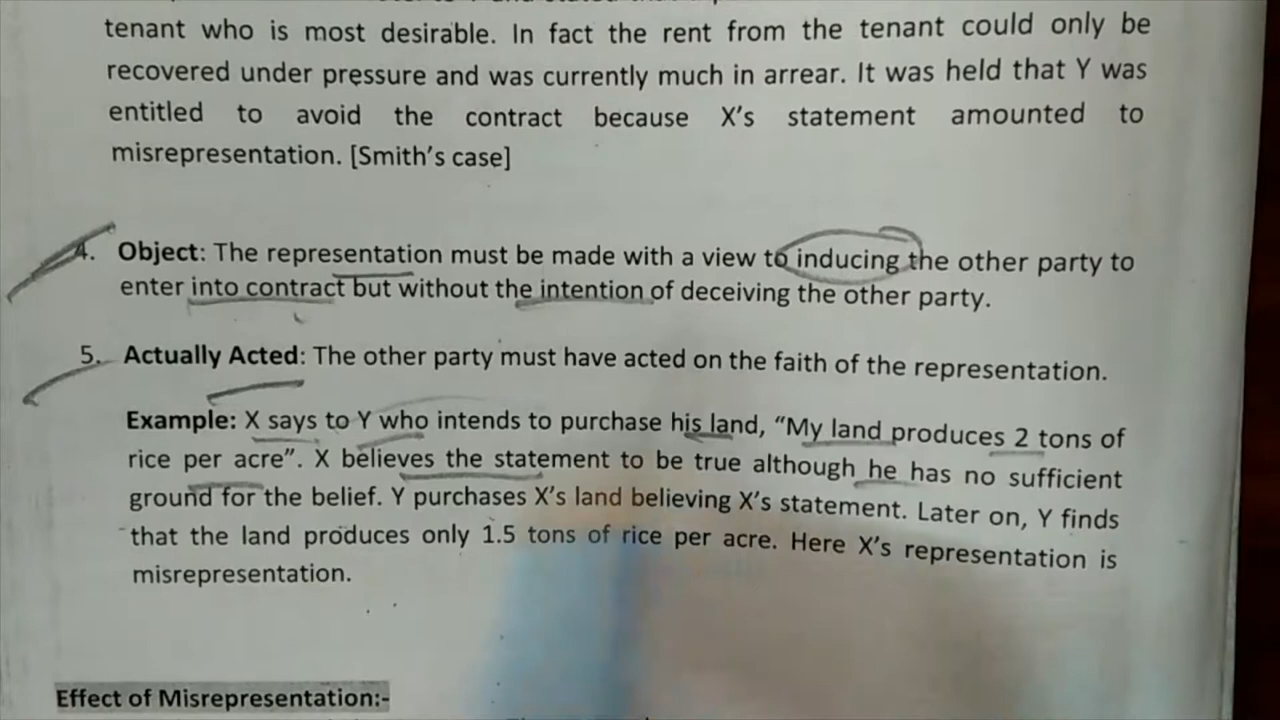 tenant who is most desirable. In fact the rent from the tenant could only be
recovered under pressure and was currently much in arrear. It was held that Y was
entitled to avoid the contract because X's statement amounted to
misrepresentation. [Smith's case]
4. Object: The representation must be made with a view to inducing the other party to
enter into contract but without the intention of deceiving the other party.
5. Actually Acted: The other party must have acted on the faith of the representation.
Example: X says to Y who intends to purchase his land, "My land produces 2 tons of
rice per acre". X believes the statement to be true although he has no sufficient
ground for the belief. Y purchases X's land believing X's statement. Later on, Y finds
that the land produces only 1.5 tons of rice per acre. Here X's representation is
misrepresentation.
Effect of Misrepresentation:-